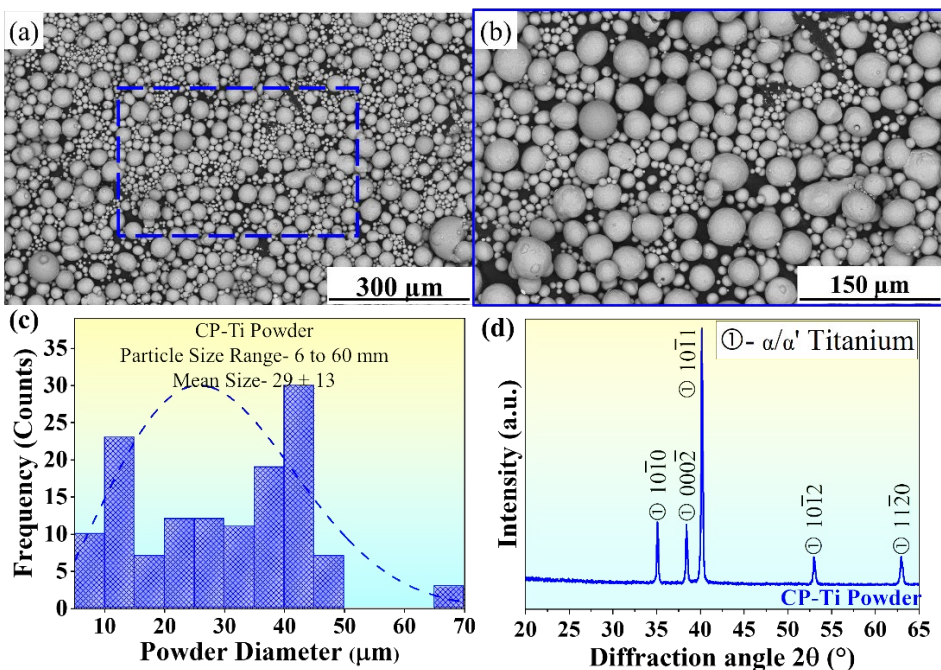 (a)
300 µm
(b)
150 µm
(c)
CP-Ti Powder
Particle Size Range- 6 to 60 mm
Mean Size- 29 + 13
Frequency (Counts)
35
30
25
20
15
10
5
0
10 20 30 40 50 60 70
Powder Diameter (µm)
(d)
①- α/α' Titanium
① 101̄0
① 0002̄
① 101̄1
① 101̄2
① 112̄0
Intensity (a.u.)
CP-Ti Powder
20 25 30 35 40 45 50 55 60 65
Diffraction angle 2θ (°)